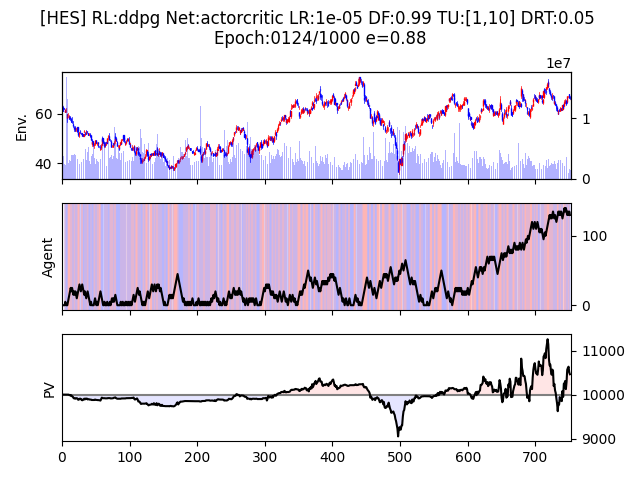 [HES] RL:ddpg Net:actorcritic LR:1e-05 DF:0.99 TU:[1,10] DRT:0.05
Epoch:0124/1000 e=0.88
1e7
Env.
60
40
1
0
Agent
100
0
PV
11000
10000
9000
0 100 200 300 400 500 600 700